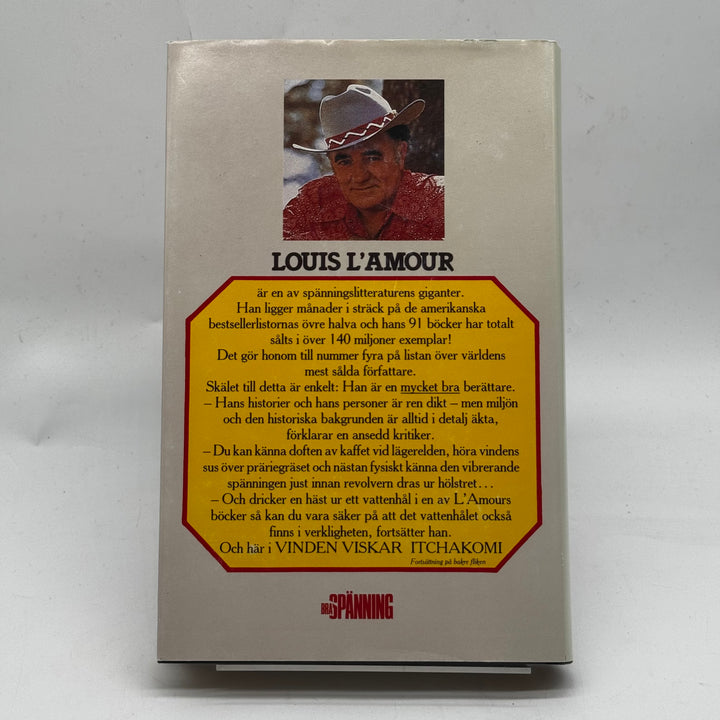 LOUIS L'AMOUR
är en av spänningslitteraturens giganter.
Han ligger månader i sträck på de amerikanska
bestsellerlistornas övre halva och hans 91 böcker har totalt
sålts i över 140 miljoner exemplar!
Det gör honom till nummer fyra på listan över världens
mest sålda författare.
Skälet till detta är enkelt: Han är en mycket bra berättare.
– Hans historier och hans personer är ren dikt – men miljön
och den historiska bakgrunden är alltid i detalj äkta,
förklarar en ansedd kritiker.
– Du kan känna doften av kaffet vid lägerelden, höra vindens
sus över präriegräset och nästan fysiskt känna den vibrerande
spänningen just innan revolvern dras ur hölstret...
– Och dricker en häst ur ett vattenhål i en av L'Amours
böcker så kan du vara säker på att det vattenhålet också
finns i verkligheten, fortsätter han.
Och här i VINDEN VISKAR ITCHAKOMI
Fortsättning på bakre fliken
BRA SPÄNNING